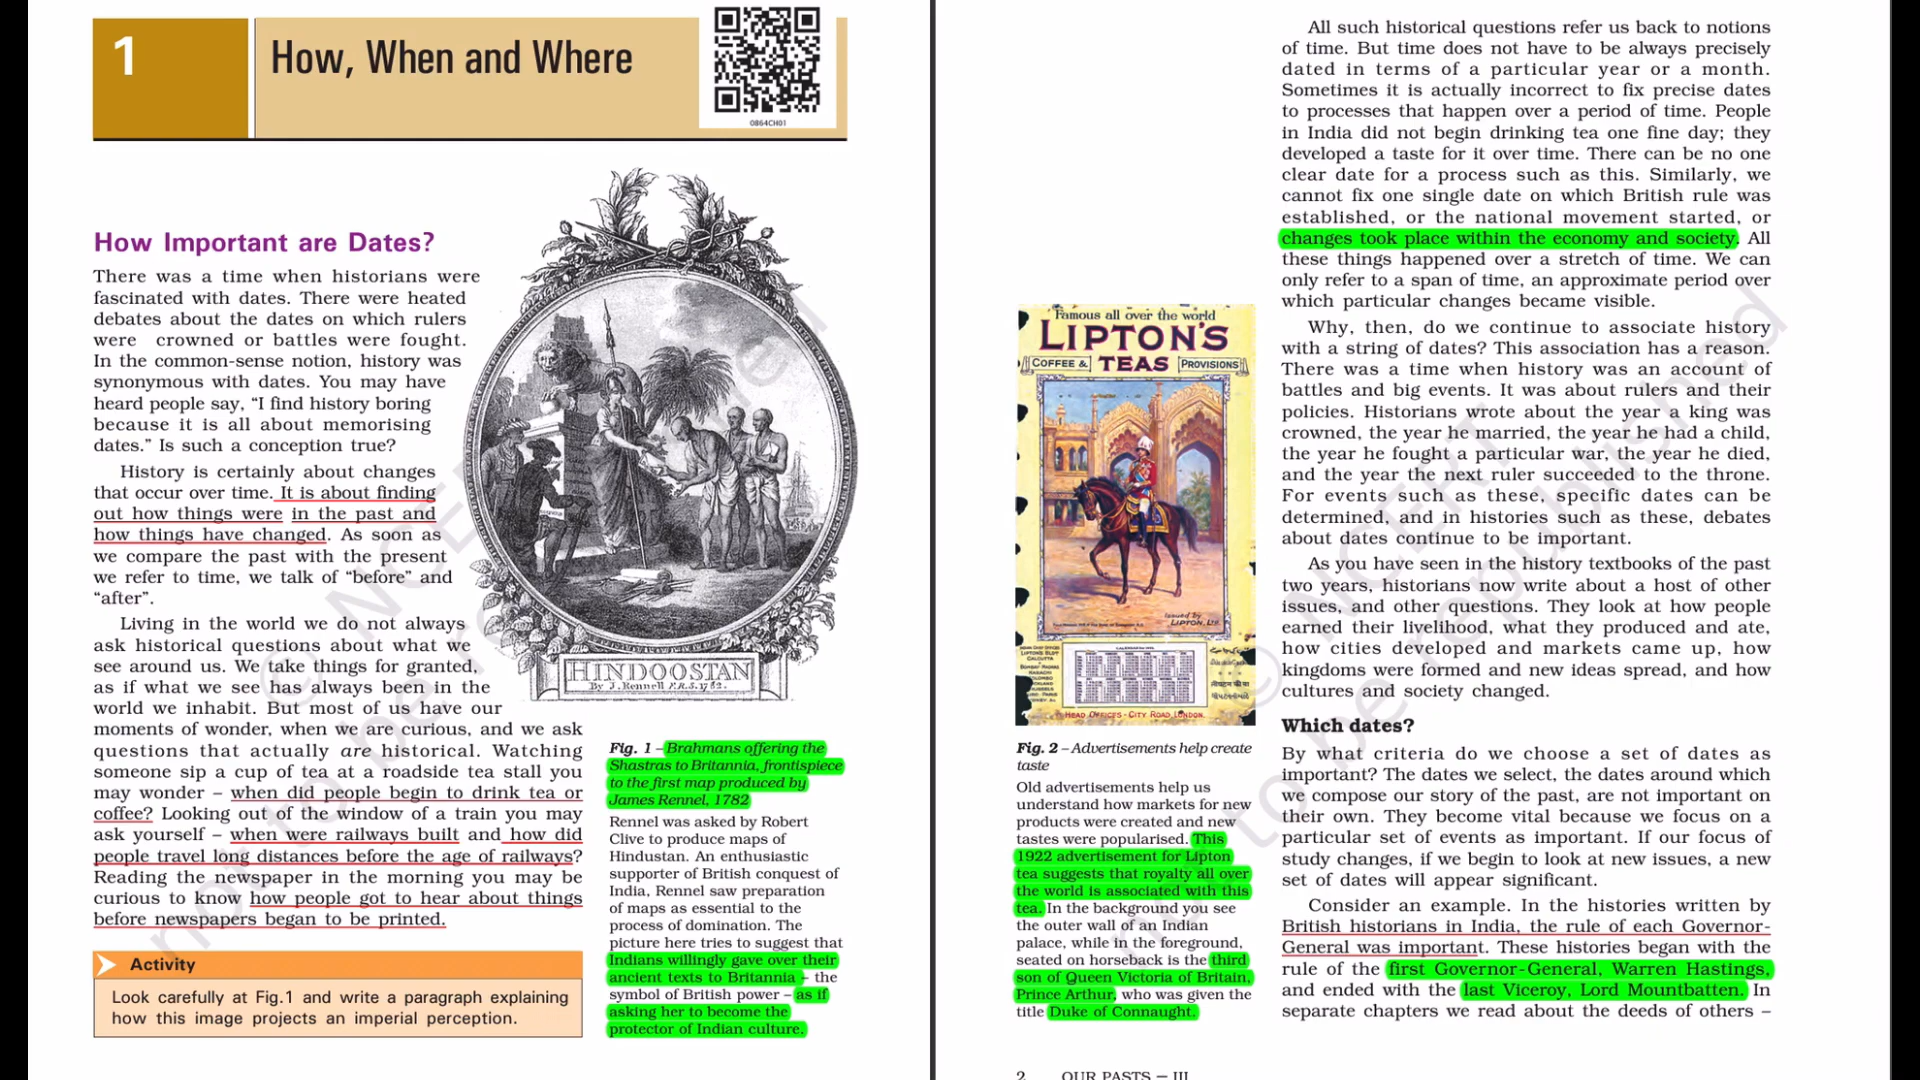 1
How, When and Where
0864CH01
How Important are Dates?
There was a time when historians were
fascinated with dates. There were heated
debates about the dates on which rulers
were crowned or battles were fought.
In the common-sense notion, history was
synonymous with dates. You may have
heard people say, “I find history boring
because it is all about memorising
dates.” Is such a conception true?
History is certainly about changes
that occur over time. It is about finding
out how things were in the past and
how things have changed. As soon as
we compare the past with the present
we refer to time, we talk of “before” and
“after”.
Living in the world we do not always
ask historical questions about what we
see around us. We take things for granted,
as if what we see has always been in the
world we inhabit. But most of us have our
moments of wonder, when we are curious, and we ask
questions that actually are historical. Watching
someone sip a cup of tea at a roadside tea stall you
may wonder – when did people begin to drink tea or
coffee? Looking out of the window of a train you may
ask yourself – when were railways built and how did
people travel long distances before the age of railways?
Reading the newspaper in the morning you may be
curious to know how people got to hear about things
before newspapers began to be printed.
Activity
Look carefully at Fig.1 and write a paragraph explaining
how this image projects an imperial perception.
HINDOOSTAN
By J. Rennell F.R.S. 1782.
Fig. 1 – Brahmans offering the
Shastras to Britannia, frontispiece
to the first map produced by
James Rennel, 1782
Rennel was asked by Robert
Clive to produce maps of
Hindustan. An enthusiastic
supporter of British conquest of
India, Rennel saw preparation
of maps as essential to the
process of domination. The
picture here tries to suggest that
Indians willingly gave over their
ancient texts to Britannia – the
symbol of British power – as if
asking her to become the
protector of Indian culture.
© NCERT
not to be republished
Famous all over the world
LIPTON'S
COFFEE & TEAS PROVISIONS
Issued by
LIPTON, LTD.
HEAD OFFICES - CITY ROAD, LONDON.
Fig. 2 – Advertisements help create
taste
Old advertisements help us
understand how markets for new
products were created and new
tastes were popularised. This
1922 advertisement for Lipton
tea suggests that royalty all over
the world is associated with this
tea. In the background you see
the outer wall of an Indian
palace, while in the foreground,
seated on horseback is the third
son of Queen Victoria of Britain,
Prince Arthur, who was given the
title Duke of Connaught.
All such historical questions refer us back to notions
of time. But time does not have to be always precisely
dated in terms of a particular year or a month.
Sometimes it is actually incorrect to fix precise dates
to processes that happen over a period of time. People
in India did not begin drinking tea one fine day; they
developed a taste for it over time. There can be no one
clear date for a process such as this. Similarly, we
cannot fix one single date on which British rule was
established, or the national movement started, or
changes took place within the economy and society. All
these things happened over a stretch of time. We can
only refer to a span of time, an approximate period over
which particular changes became visible.
Why, then, do we continue to associate history
with a string of dates? This association has a reason.
There was a time when history was an account of
battles and big events. It was about rulers and their
policies. Historians wrote about the year a king was
crowned, the year he married, the year he had a child,
the year he fought a particular war, the year he died,
and the year the next ruler succeeded to the throne.
For events such as these, specific dates can be
determined, and in histories such as these, debates
about dates continue to be important.
As you have seen in the history textbooks of the past
two years, historians now write about a host of other
issues, and other questions. They look at how people
earned their livelihood, what they produced and ate,
how cities developed and markets came up, how
kingdoms were formed and new ideas spread, and how
cultures and society changed.
Which dates?
By what criteria do we choose a set of dates as
important? The dates we select, the dates around which
we compose our story of the past, are not important on
their own. They become vital because we focus on a
particular set of events as important. If our focus of
study changes, if we begin to look at new issues, a new
set of dates will appear significant.
Consider an example. In the histories written by
British historians in India, the rule of each Governor-
General was important. These histories began with the
rule of the first Governor-General, Warren Hastings,
and ended with the last Viceroy, Lord Mountbatten. In
separate chapters we read about the deeds of others –
© NCERT
not to be republished
2 OUR PASTS – III